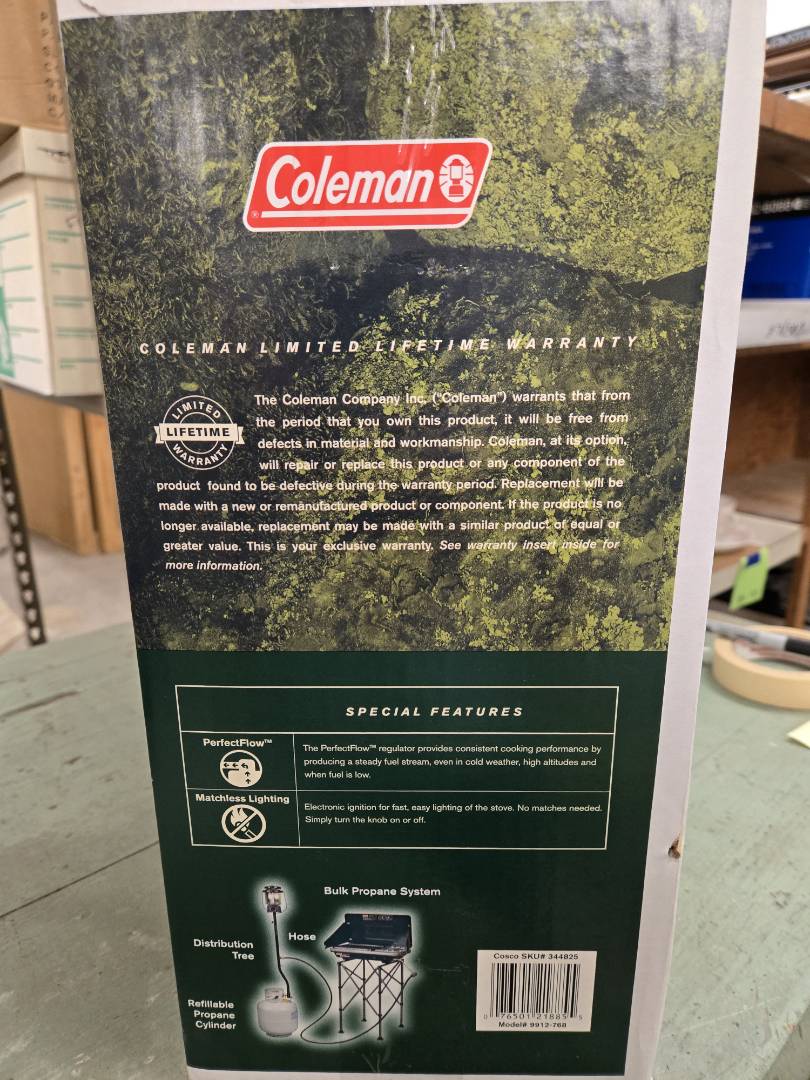 Coleman
®
COLEMAN LIMITED LIFETIME WARRANTY
LIMITED
LIFETIME
WARRANTY
The Coleman Company Inc. ("Coleman") warrants that from
the period that you own this product, it will be free from
defects in material and workmanship. Coleman, at its option,
will repair or replace this product or any component of the
product found to be defective during the warranty period. Replacement will be
made with a new or remanufactured product or component. If the product is no
longer available, replacement may be made with a similar product of equal or
greater value. This is your exclusive warranty. See warranty insert inside for
more information.
SPECIAL FEATURES
PerfectFlow™
The PerfectFlow™ regulator provides consistent cooking performance by
producing a steady fuel stream, even in cold weather, high altitudes and
when fuel is low.
Matchless Lighting
Electronic ignition for fast, easy lighting of the stove. No matches needed.
Simply turn the knob on or off.
Bulk Propane System
Distribution
Tree
Hose
Refillable
Propane
Cylinder
Cosco SKU# 344825
0 76501 21885 5
Model# 9912-768